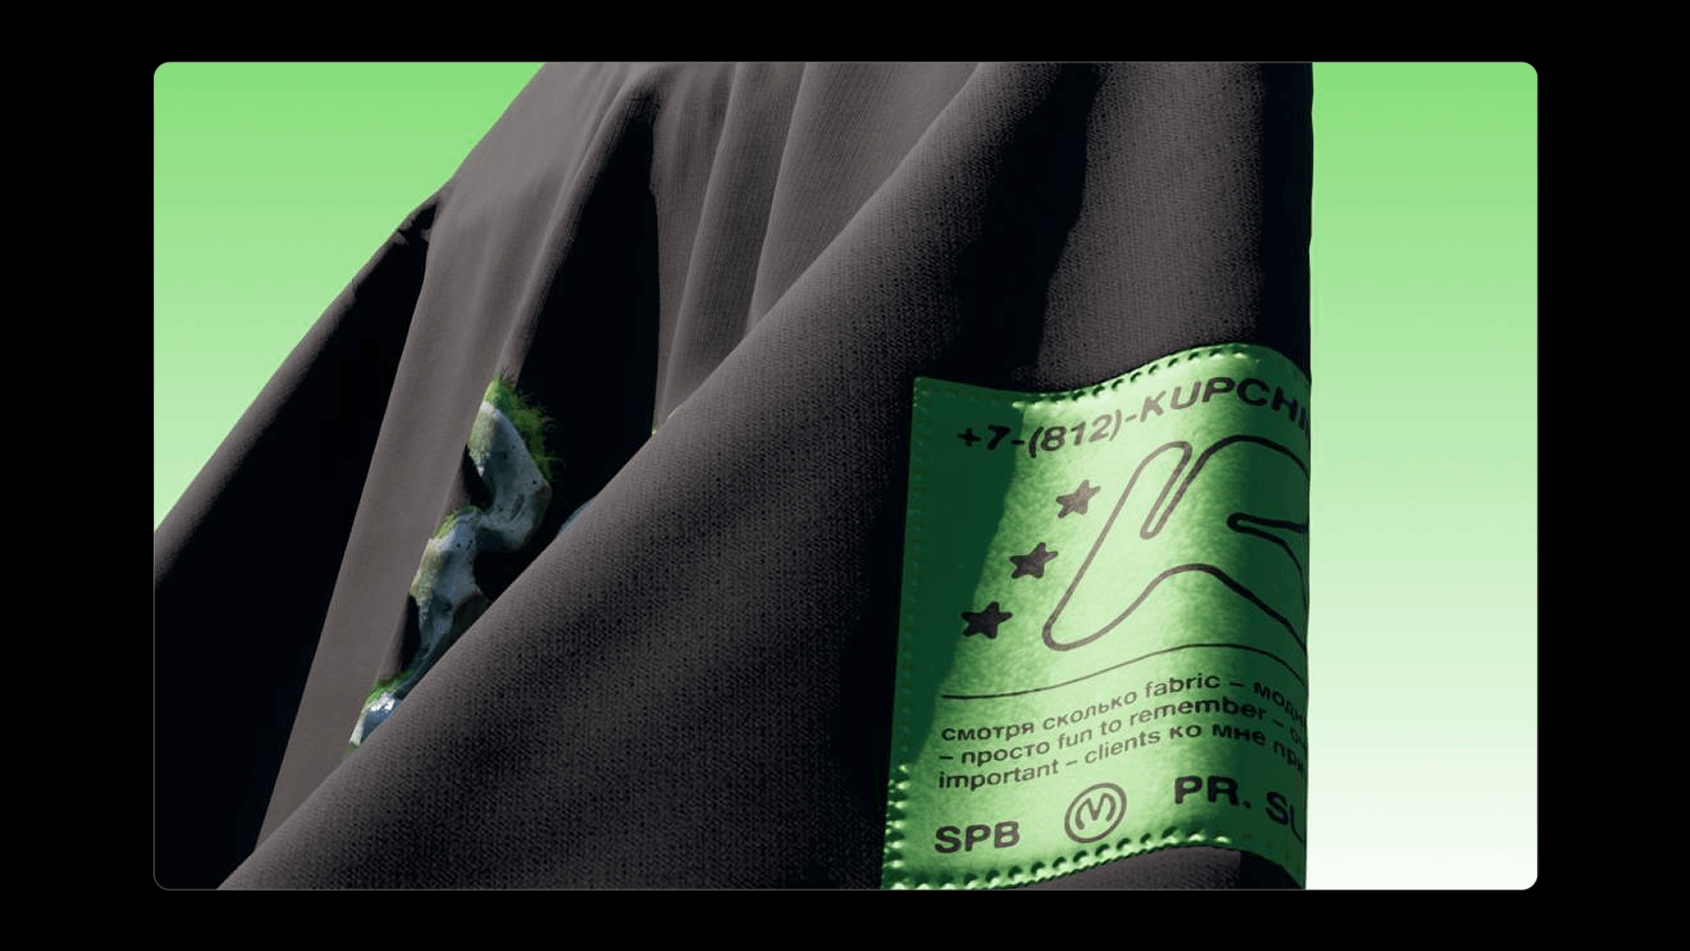 +7-(812)-KUPCHI
смотря сколько fabric –
– просто fun to remember –
important – clients ко мне
SPB M PR.